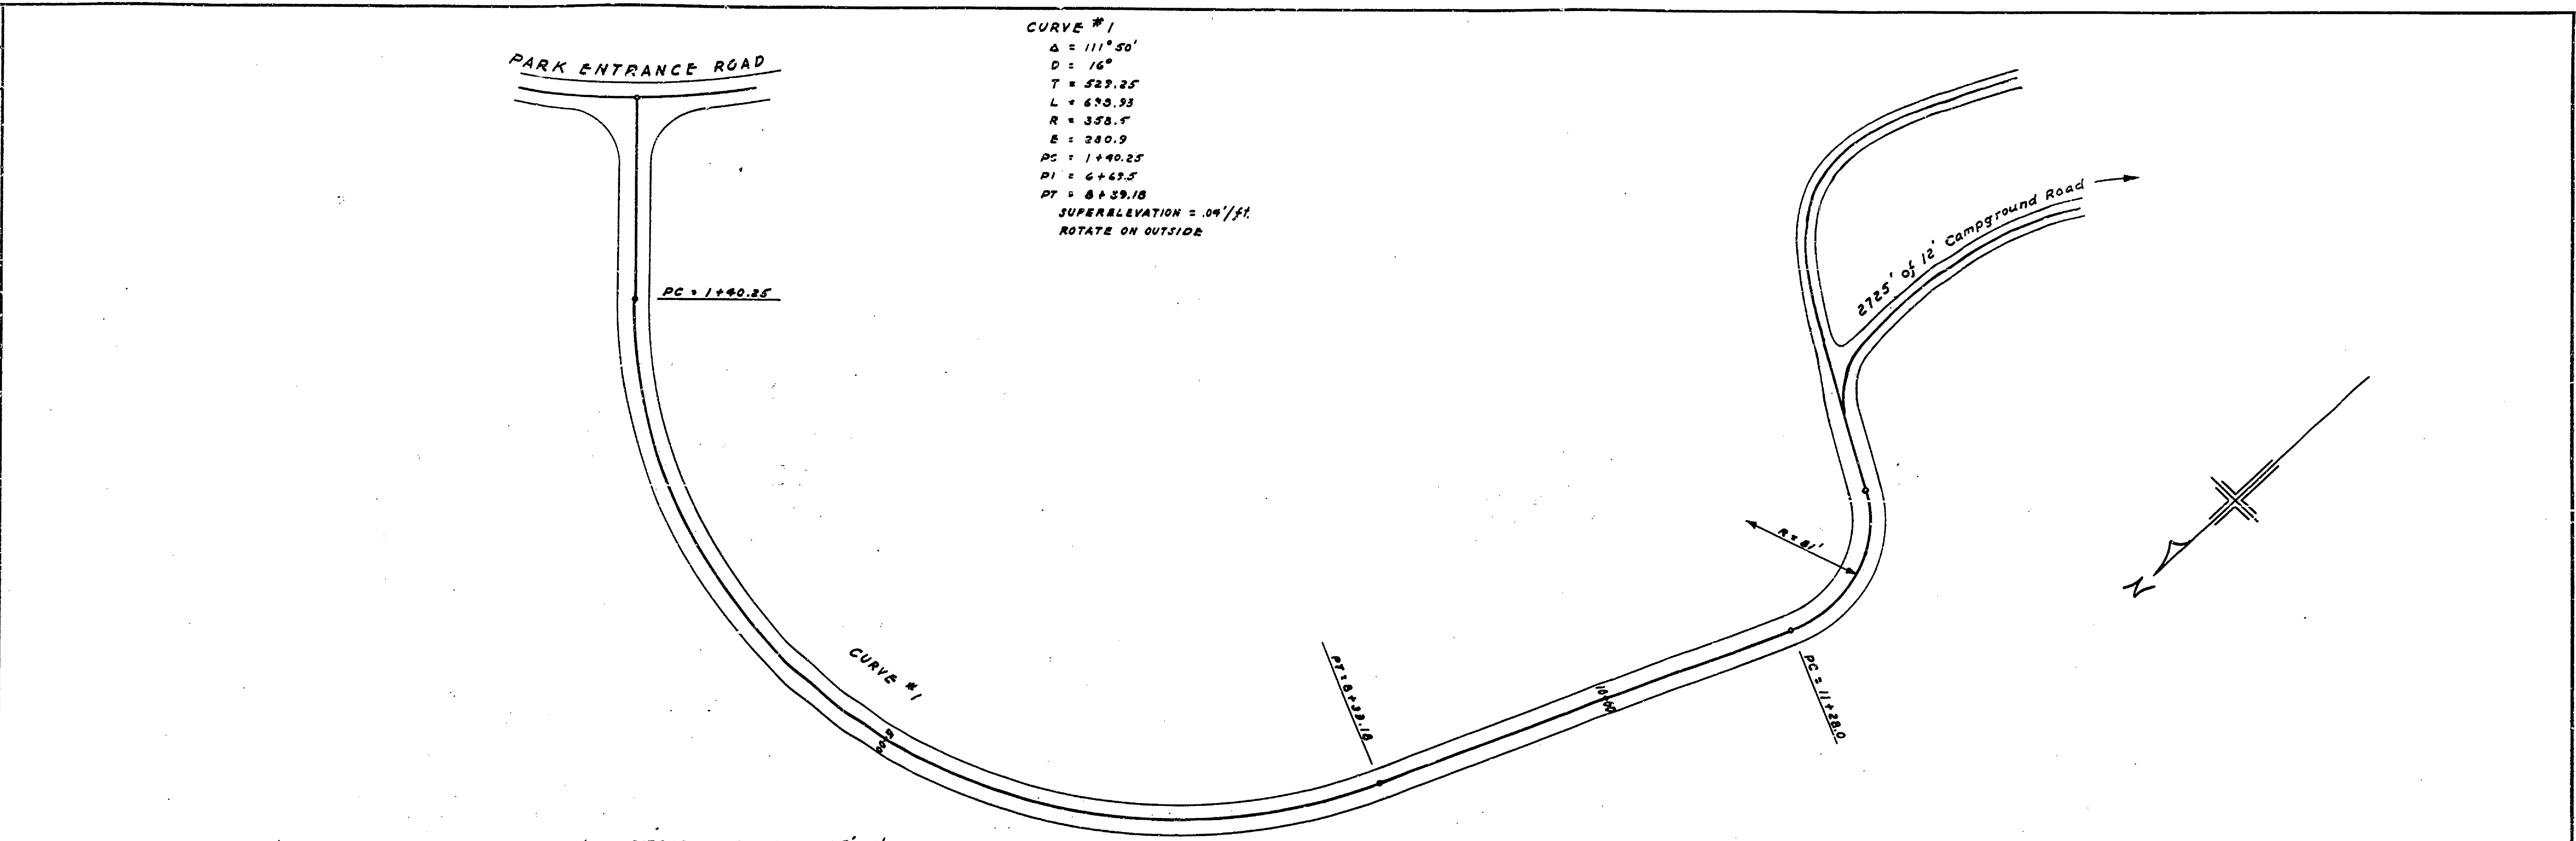 PARK ENTRANCE ROAD
CURVE #1
Δ = 111° 50'
D = 16°
T = 529.25
L = 698.93
R = 358.5
E = 280.9
PC = 1+40.25
PI = 6+69.5
PT = 8+39.18
SUPERELEVATION = .04'/ft.
ROTATE ON OUTSIDE
2725' of 12' Campground Road
PC = 1+40.25
R = 81'
CURVE #1
PT = 8+39.18
10+00
PC = 11+28.0
N